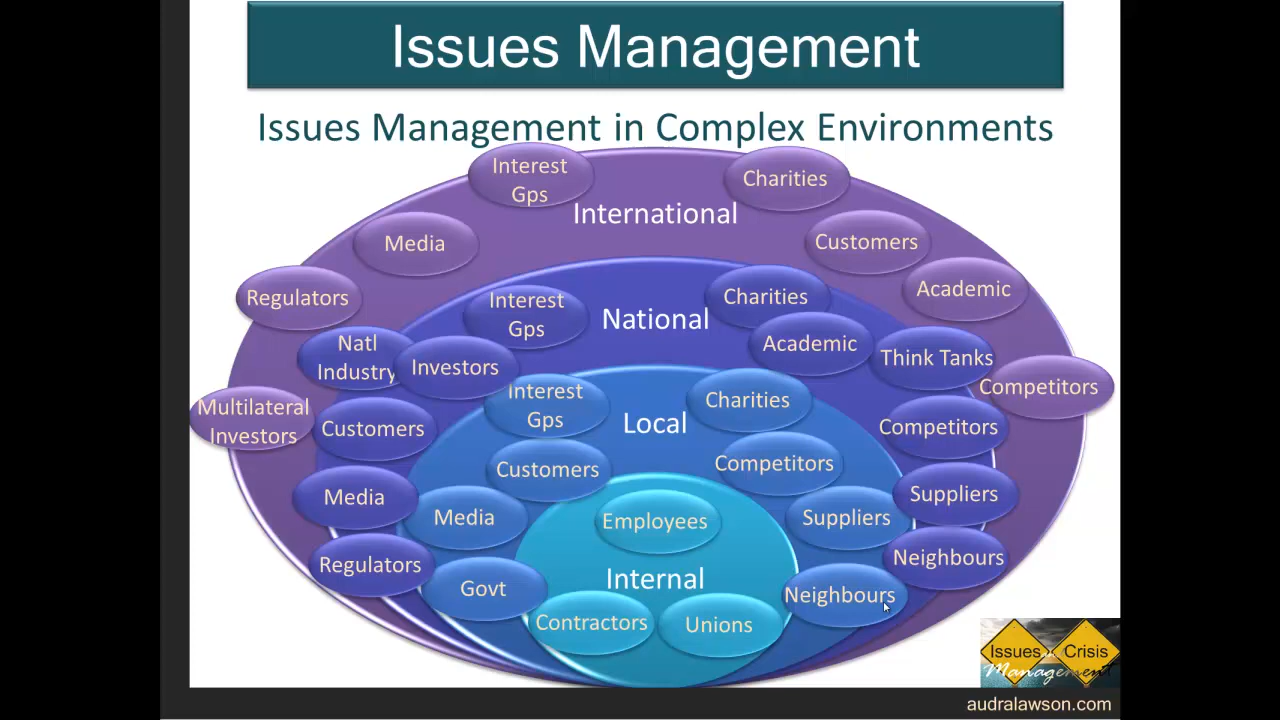 Issues Management
Issues Management in Complex Environments
Interest
Gps
Charities
International
Media
Customers
Regulators
Academic
Interest
Gps
National
Charities
Natl
Industry
Investors
Academic
Think Tanks
Multilateral
Investors
Customers
Interest
Gps
Local
Charities
Competitors
Competitors
Media
Customers
Competitors
Suppliers
Media
Employees
Suppliers
Regulators
Neighbours
Govt
Internal
Neighbours
Contractors
Unions
Issues
Crisis
Management
audralawson.com